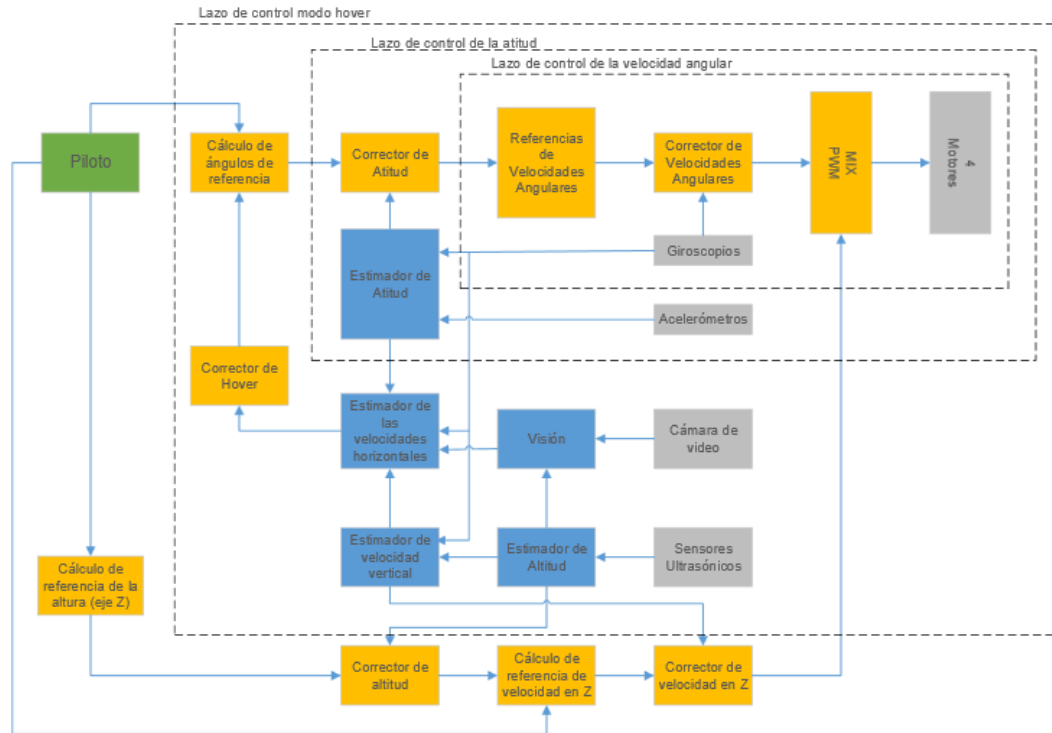 Lazo de control modo hover
Lazo de control de la atitud
Lazo de control de la velocidad angular
Piloto
Cálculo de
ángulos de
referencia
Corrector de
Atitud
Referencias
de
Velocidades
Angulares
Corrector de
Velocidades
Angulares
MIX
PWM
4
Motores
Giroscopios
Estimador de
Atitud
Acelerómetros
Corrector de
Hover
Estimador de
las
velocidades
horizontales
Visión
Cámara de
video
Estimador de
velocidad
vertical
Estimador de
Altitud
Sensores
Ultrasónicos
Cálculo de
referencia de la
altura (eje Z)
Corrector de
altitud
Cálculo de
referencia de
velocidad en Z
Corrector de
velocidad en Z